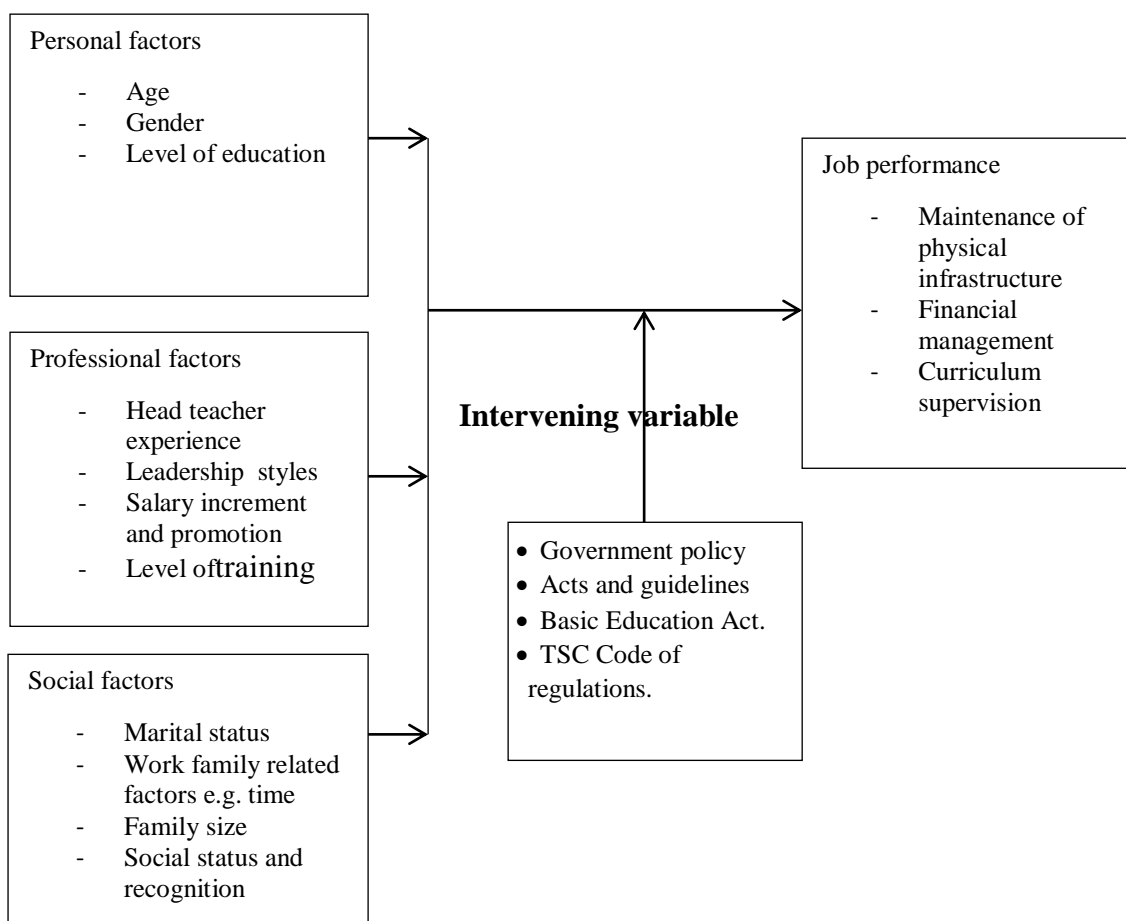 Personal factors
- Age
- Gender
- Level of education
Professional factors
- Head teacher
experience
- Leadership styles
- Salary increment
and promotion
- Level oftraining
Social factors
- Marital status
- Work family related
factors e.g. time
- Family size
- Social status and
recognition
Intervening variable
• Government policy
• Acts and guidelines
• Basic Education Act.
• TSC Code of
regulations.
Job performance
- Maintenance of
physical
infrastructure
- Financial
management
- Curriculum
supervision